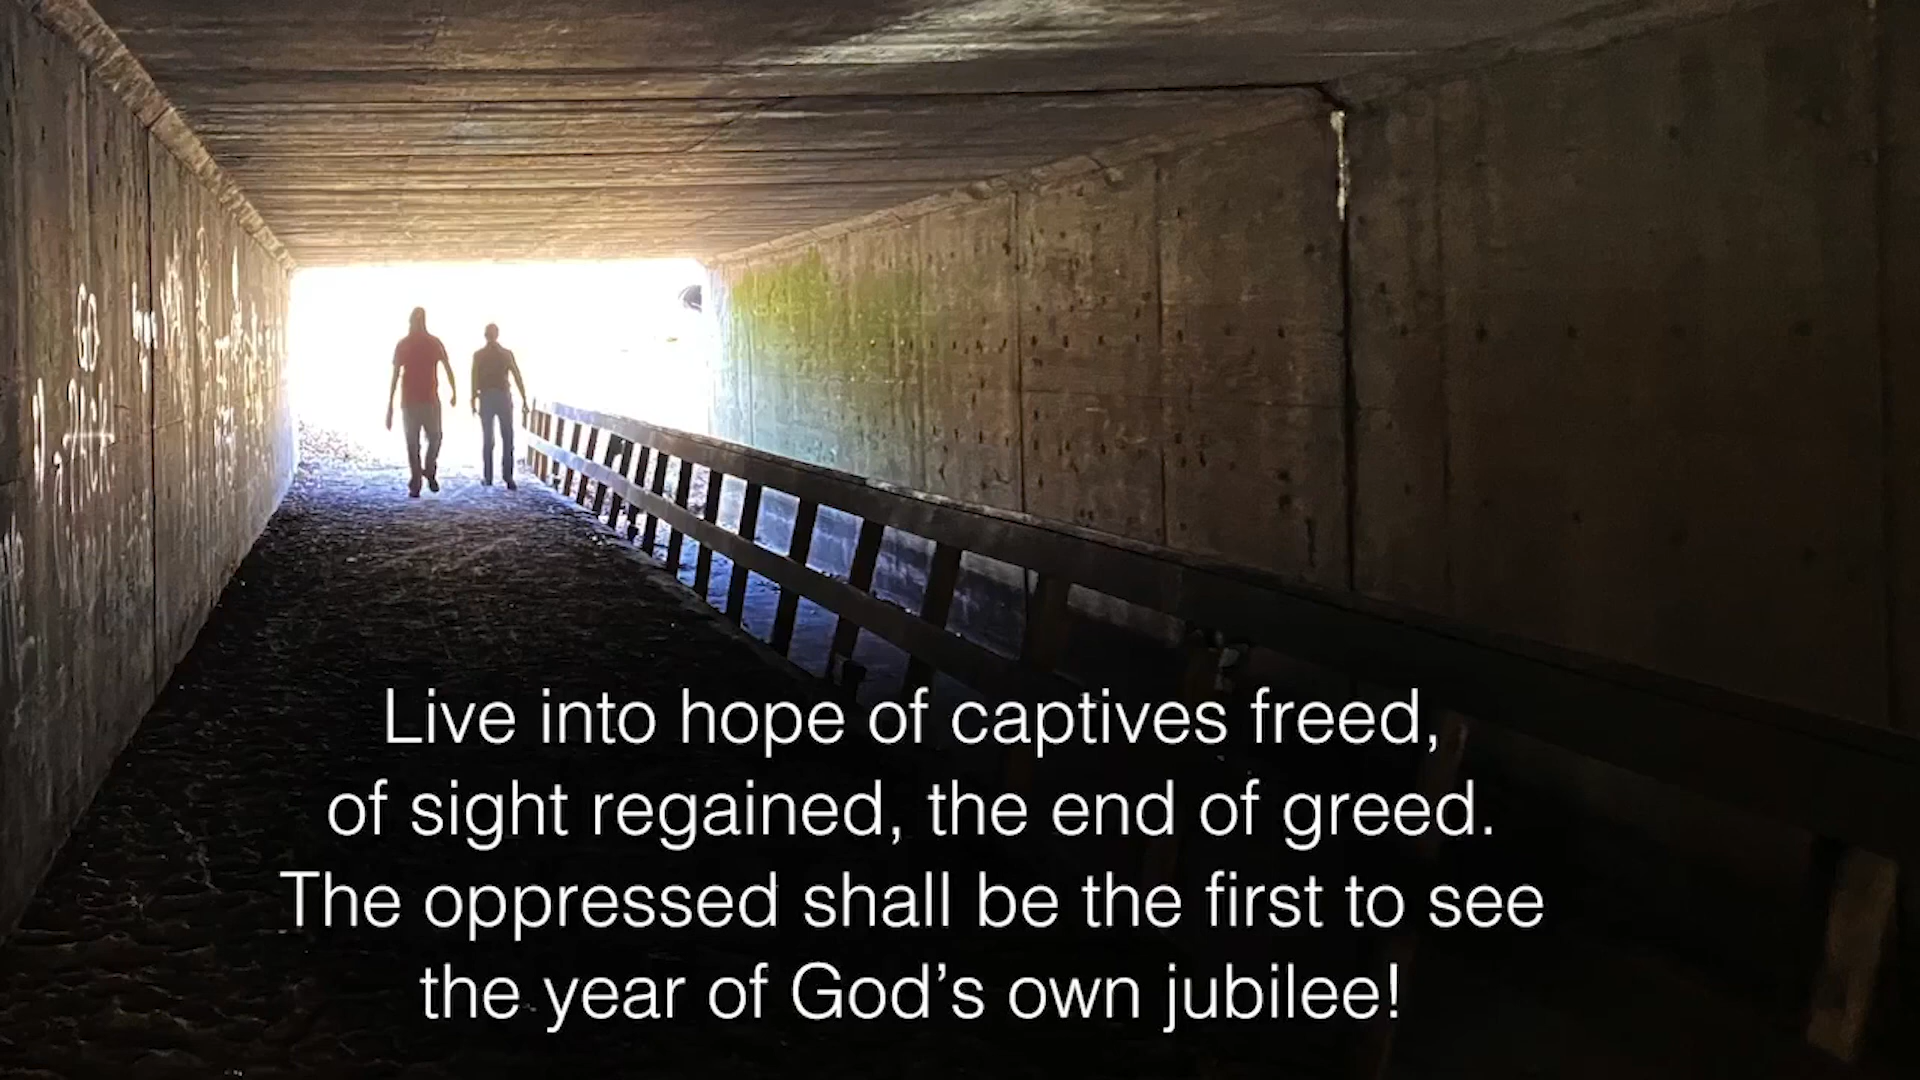 Live into hope of captives freed,
of sight regained, the end of greed.
The oppressed shall be the first to see
the year of God’s own jubilee!